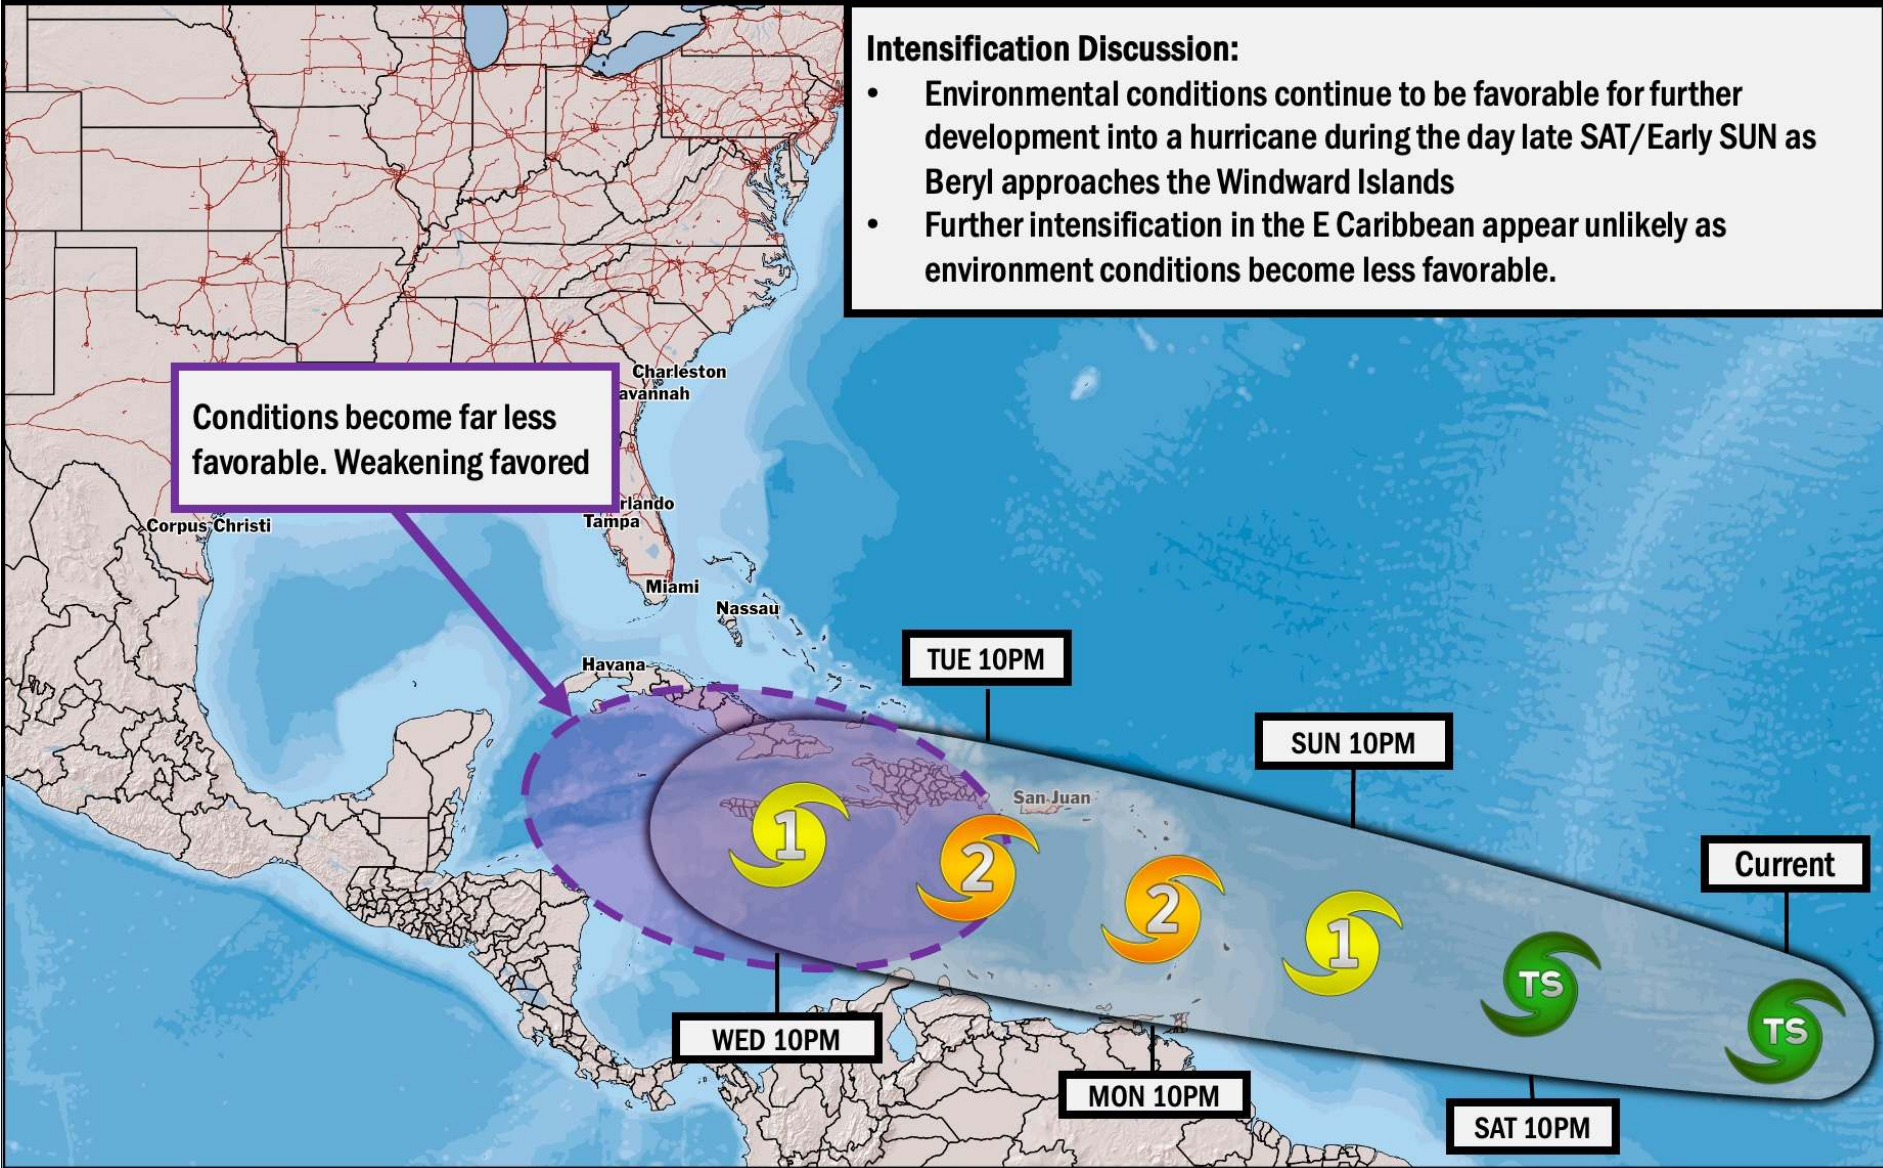 Intensification Discussion:
• Environmental conditions continue to be favorable for further
development into a hurricane during the day late SAT/Early SUN as
Beryl approaches the Windward Islands
• Further intensification in the E Caribbean appear unlikely as
environment conditions become less favorable.
Charleston
avannah
Conditions become far less
favorable. Weakening favored
rlando
Tampa
Corpus Christi
Miami
Nassau
Havana
TUE 10PM
SUN 10PM
San Juan
Current
1
2
2
1
TS
TS
WED 10PM
MON 10PM
SAT 10PM